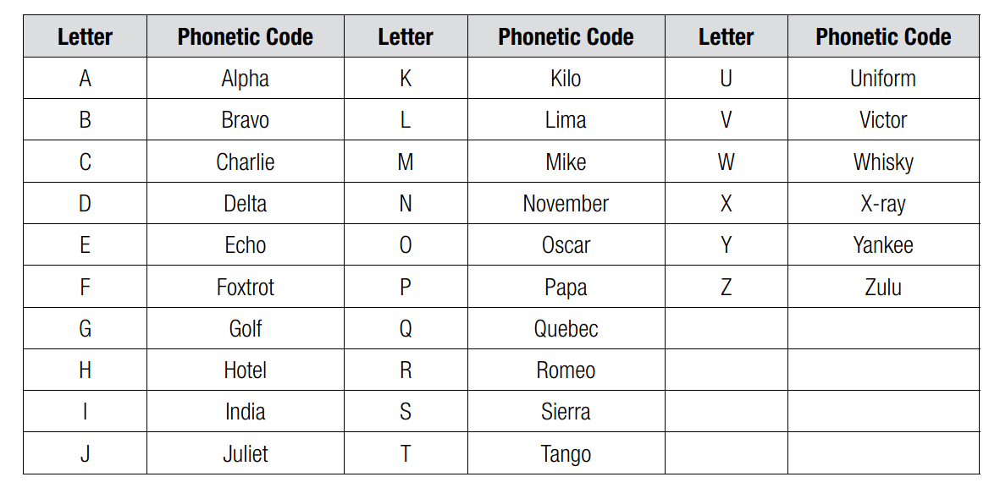 Letter Phonetic Code Letter Phonetic Code Letter Phonetic Code
A Alpha K Kilo U Uniform
B Bravo L Lima V Victor
C Charlie M Mike W Whisky
D Delta N November X X-ray
E Echo O Oscar Y Yankee
F Foxtrot P Papa Z Zulu
G Golf Q Quebec
H Hotel R Romeo
I India S Sierra
J Juliet T Tango